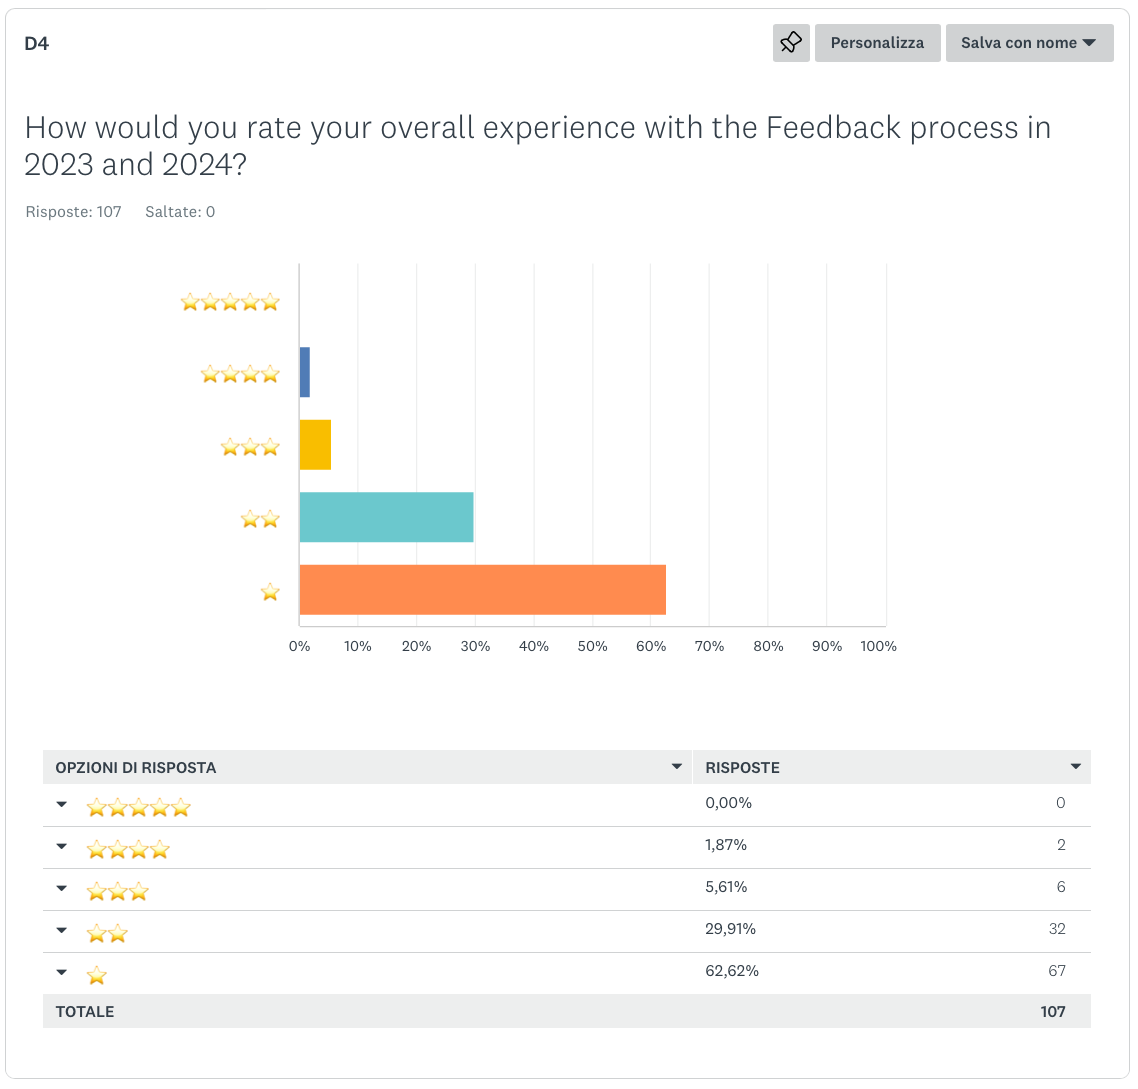 D4
Personalizza
Salva con nome
How would you rate your overall experience with the Feedback process in
2023 and 2024?
Risposte: 107 Saltate: 0
0% 10% 20% 30% 40% 50% 60% 70% 80% 90% 100%
OPZIONI DI RISPOSTA RISPOSTE
0,00% 0
1,87% 2
5,61% 6
29,91% 32
62,62% 67
TOTALE 107